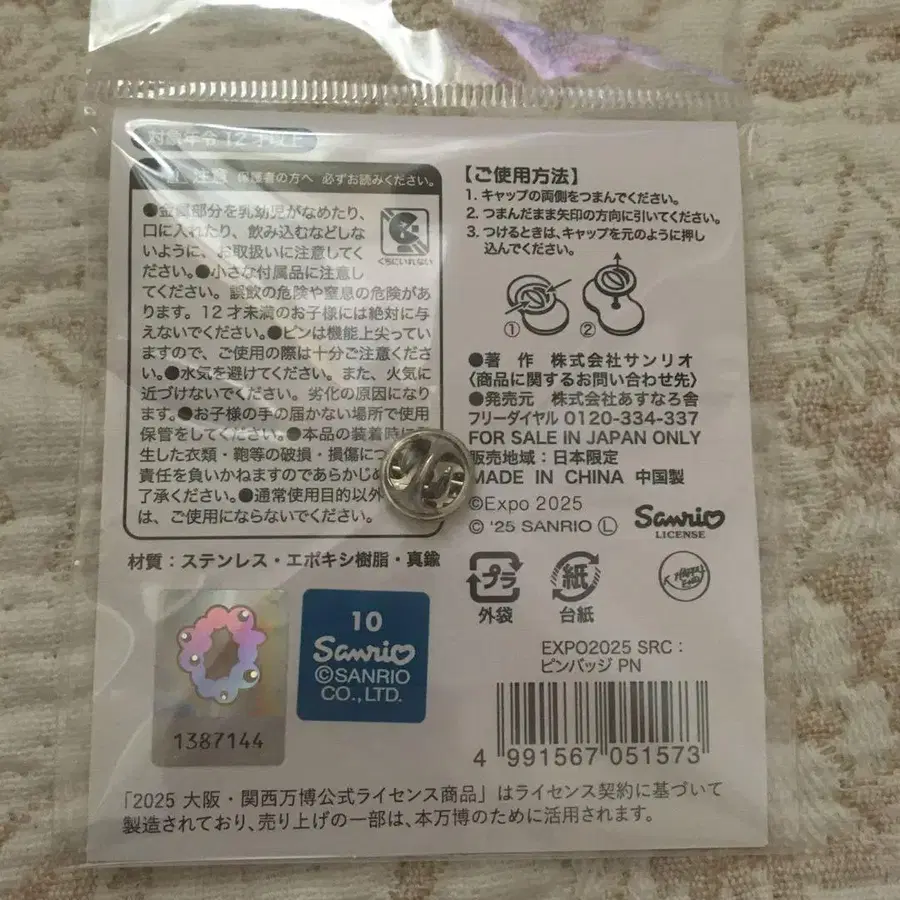 対象年令12才以上
注意 保護者の方へ 必ずお読みください。
●金属部分を乳幼児がなめたり、
口に入れたり、飲み込むなどしな
いように、お取扱いに注意してく
ださい。●小さな付属品に注意し
てください。誤飲の危険や窒息の危険があ
ります。12才未満のお子様には絶対に与
えないでください。●ピンは機能上尖ってい
ますので、ご使用の際は十分ご注意くださ
い。●水気を避けてください。また、火気に
近づけないでください。劣化の原因になり
ます。●お子様の手の届かない場所で使用
保管をしてください。●本品の装着時に
生した衣類・鞄等の破損・損傷につ
責任を負いかねますのであらかじめ
了承ください。●通常使用目的以外
は、ご使用にならないでください。
くちにいれない
材質:ステンレス・エポキシ樹脂・真鍮
1387144
10
Sanrio
©SANRIO
CO.,LTD.
【ご使用方法】
1. キャップの両側をつまんでください。
2. つまんだまま矢印の方向に引いてください。
3. つけるときは、キャップを元のように押し
込んでください。
① ②
●著 作 株式会社サンリオ
〈商品に関するお問い合わせ先〉
●発売元 株式会社あすなろ舎
フリーダイヤル 0120-334-337
FOR SALE IN JAPAN ONLY
販売地域:日本限定
MADE IN CHINA 中国製
©Expo 2025
© '25 SANRIO Ⓛ
Sanrio
LICENSE
プラ
外袋
紙
台紙
EXPO2025 SRC:
ピンバッジ PN
4 991567 051573
「2025 大阪・関西万博公式ライセンス商品」はライセンス契約に基づいて
製造されており、売り上げの一部は、本万博のために活用されます。